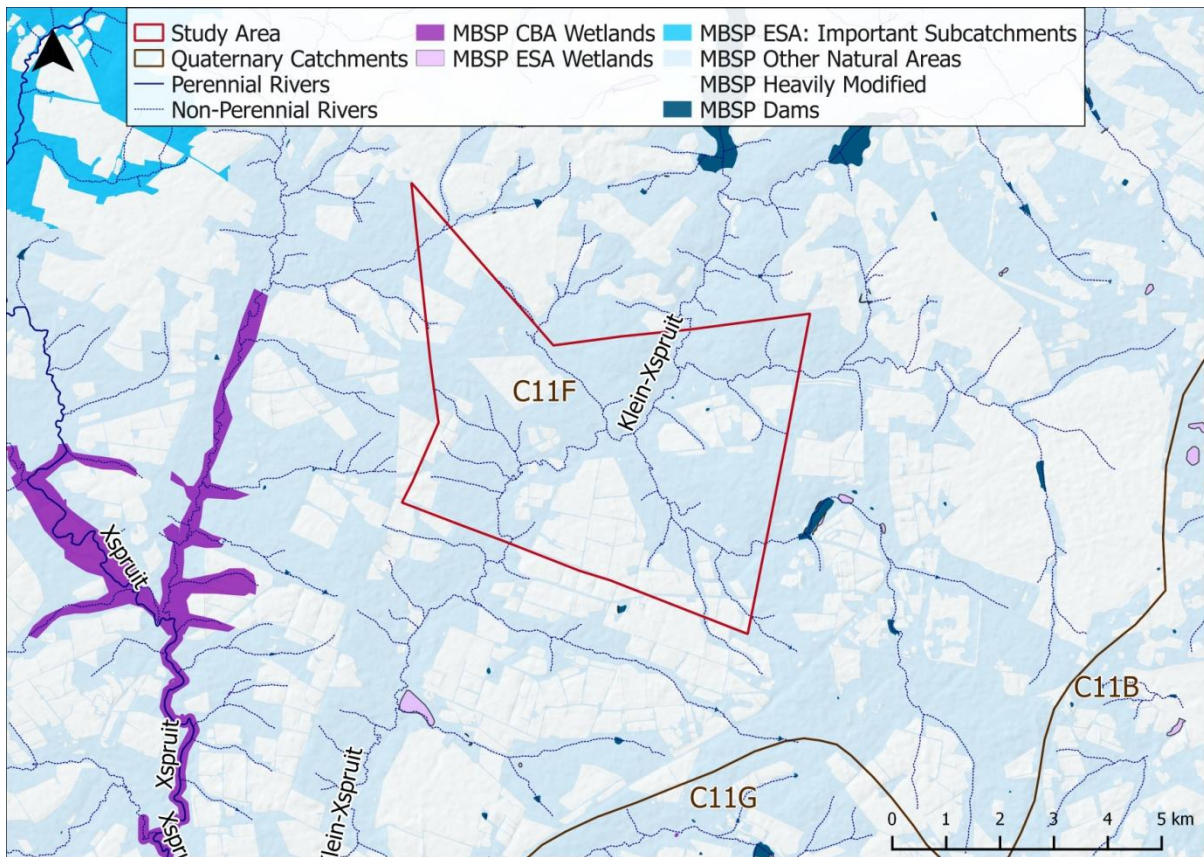 Study Area
Quaternary Catchments
Perennial Rivers
Non-Perennial Rivers
MBSP CBA Wetlands
MBSP ESA Wetlands
MBSP ESA: Important Subcatchments
MBSP Other Natural Areas
MBSP Heavily Modified
MBSP Dams
C11F
Klein-Xspruit
Xspruit
C11B
Xspruit
Klein-Xspruit
C11G
0 1 2 3 4 5 km